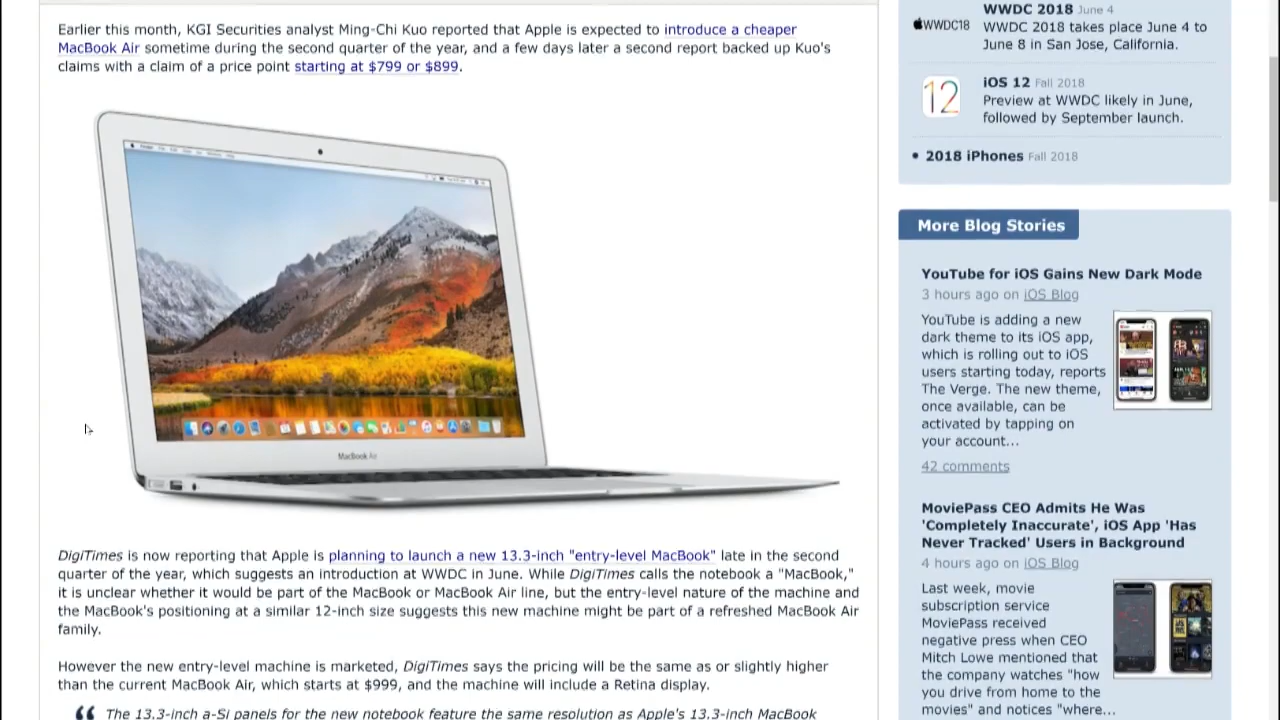 Earlier this month, KGI Securities analyst Ming-Chi Kuo reported that Apple is expected to introduce a cheaper
MacBook Air sometime during the second quarter of the year, and a few days later a second report backed up Kuo's
claims with a claim of a price point starting at $799 or $899.
MacBook Air
DigiTimes is now reporting that Apple is planning to launch a new 13.3-inch "entry-level MacBook" late in the second
quarter of the year, which suggests an introduction at WWDC in June. While DigiTimes calls the notebook a "MacBook,"
it is unclear whether it would be part of the MacBook or MacBook Air line, but the entry-level nature of the machine and
the MacBook's positioning at a similar 12-inch size suggests this new machine might be part of a refreshed MacBook Air
family.
However the new entry-level machine is marketed, DigiTimes says the pricing will be the same as or slightly higher
than the current MacBook Air, which starts at $999, and the machine will include a Retina display.
“ The 13.3-inch a-Si panels for the new notebook feature the same resolution as Apple's 13.3-inch MacBook
WWDC18
WWDC 2018 June 4
WWDC 2018 takes place June 4 to
June 8 in San Jose, California.
12
iOS 12 Fall 2018
Preview at WWDC likely in June,
followed by September launch.
• 2018 iPhones Fall 2018
More Blog Stories
YouTube for iOS Gains New Dark Mode
3 hours ago on iOS Blog
YouTube is adding a new
dark theme to its iOS app,
which is rolling out to iOS
users starting today, reports
The Verge. The new theme,
once available, can be
activated by tapping on
your account...
42 comments
MoviePass CEO Admits He Was
'Completely Inaccurate', iOS App 'Has
Never Tracked' Users in Background
4 hours ago on iOS Blog
Last week, movie
subscription service
MoviePass received
negative press when CEO
Mitch Lowe mentioned that
the company watches "how
you drive from home to the
movies" and notices "where...